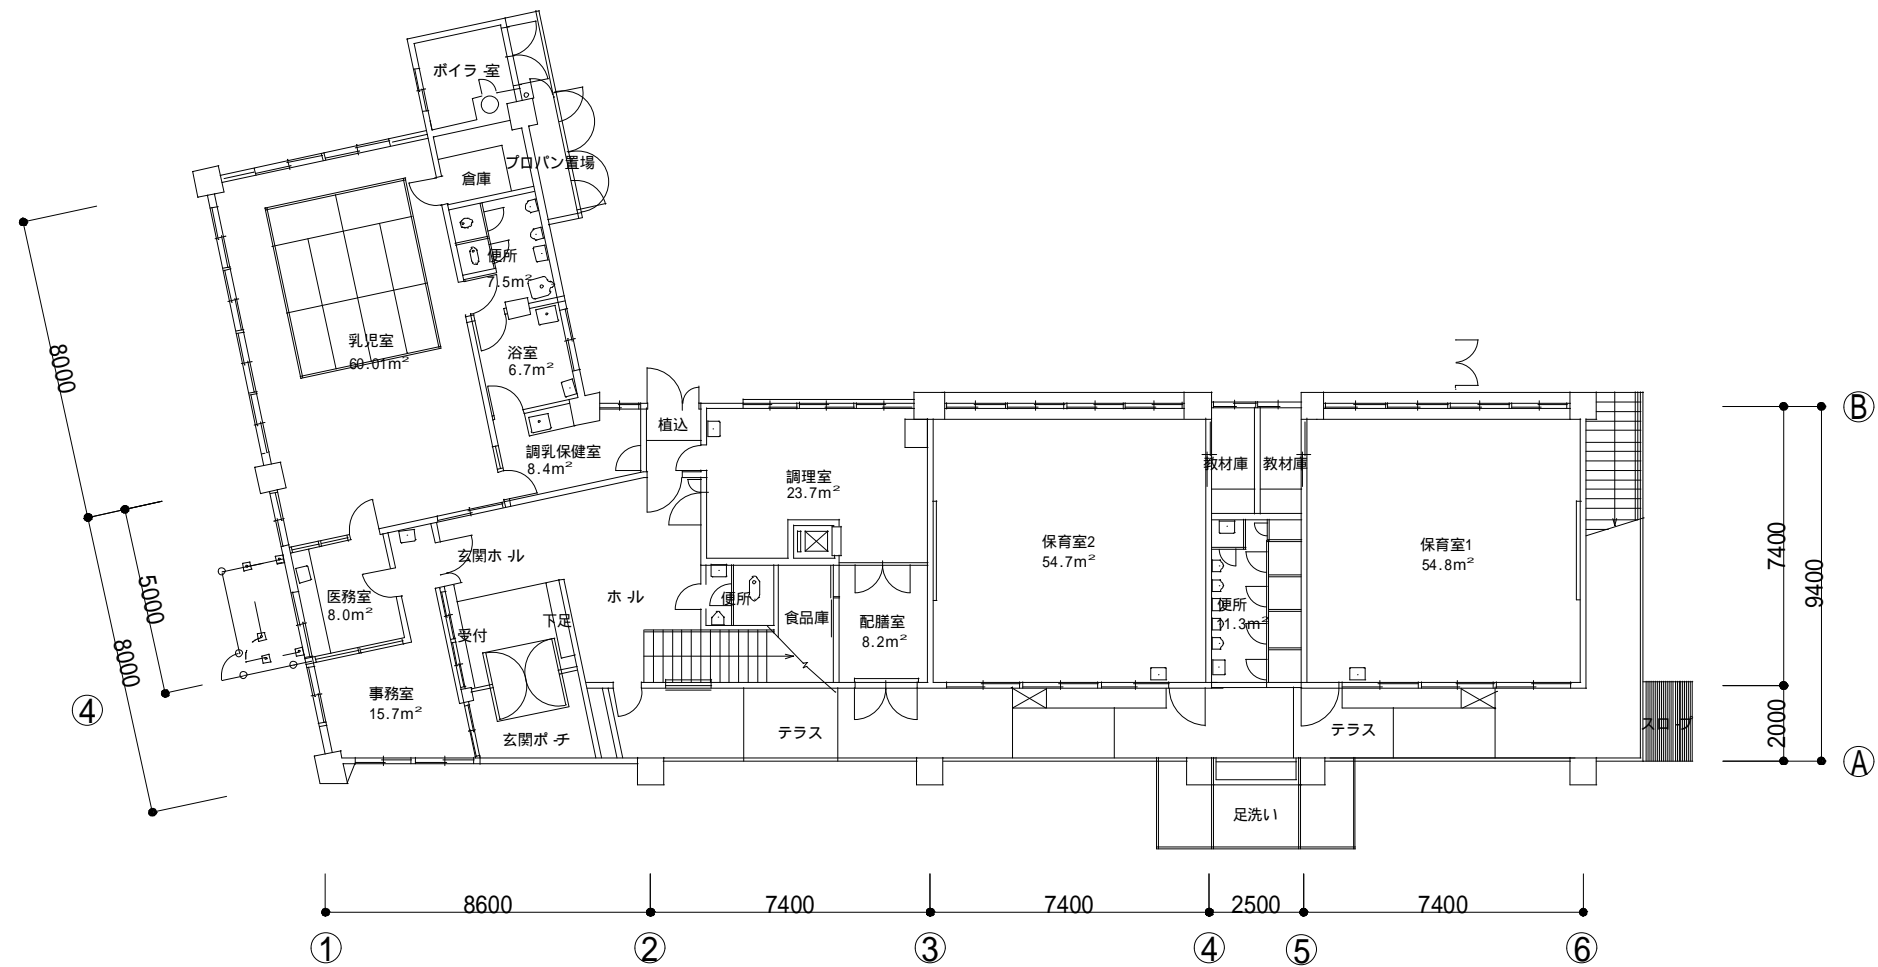 ボイラー室
プロパン置場
倉庫
便所
7.5m²
乳児室
60.01m²
浴室
6.7m²
8000
植込
調乳保健室
8.4m²
調理室
23.7m²
教材庫
教材庫
B
保育室2
54.7m²
保育室1
54.8m²
玄関ホール
医務室
8.0m²
ホール
便所
食品庫
配膳室
8.2m²
便所
11.3m²
下足
受付
5000
8000
7400
9400
④
事務室
15.7m²
玄関ポーチ
テラス
テラス
スロープ
2000
A
足洗い
8600
7400
7400
2500
7400
①
②
③
④
⑤
⑥